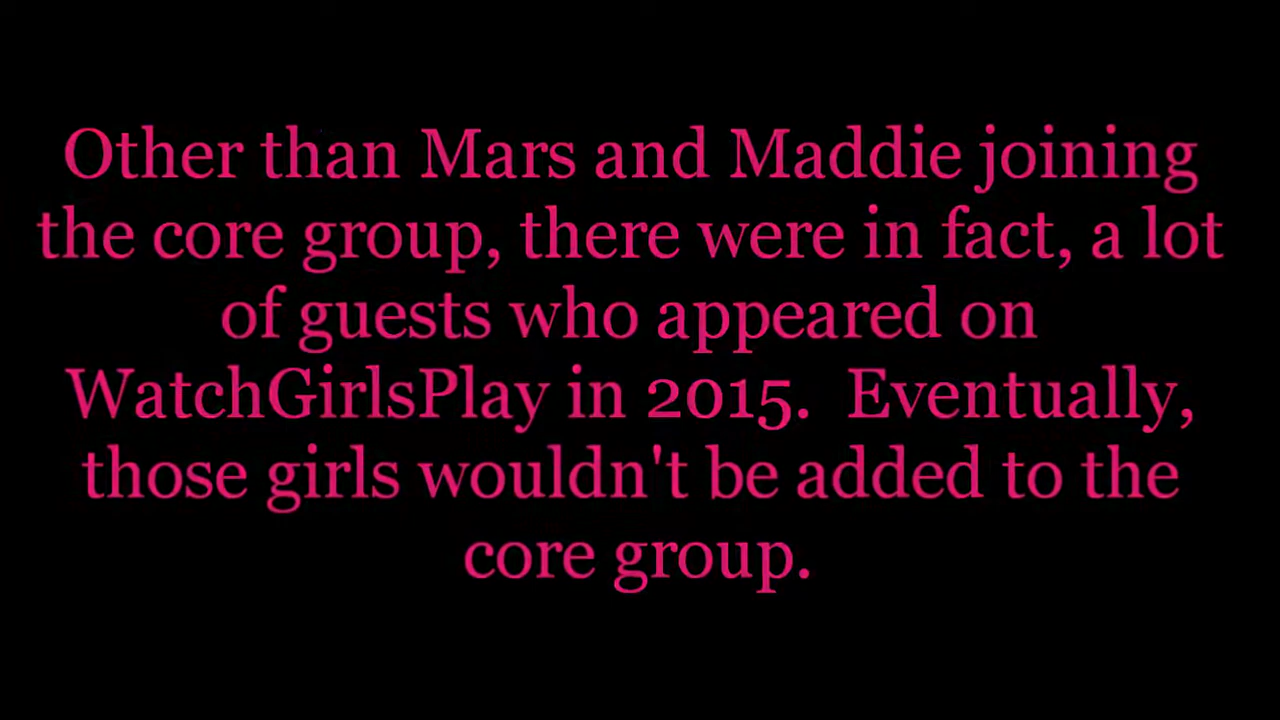 Other than Mars and Maddie joining
the core group, there were in fact, a lot
of guests who appeared on
WatchGirlsPlay in 2015.  Eventually,
those girls wouldn't be added to the
core group.